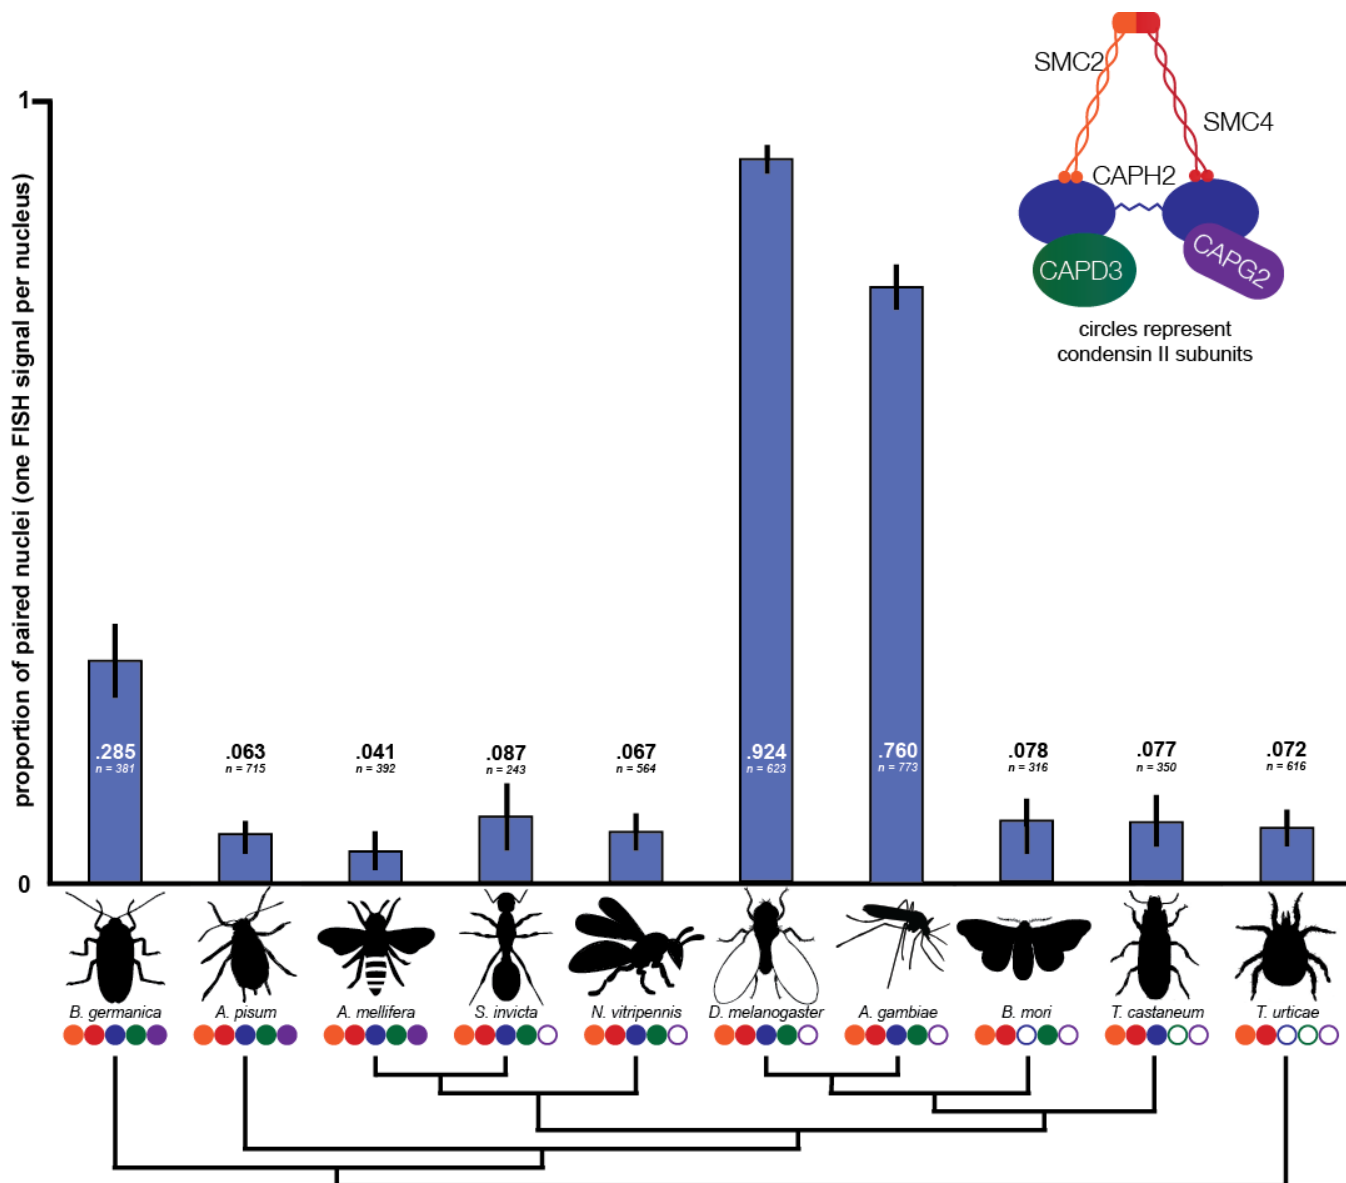 SMC2
SMC4
CAPH2
CAPD3
CAPG2
circles represent
condensin II subunits
proportion of paired nuclei (one FISH signal per nucleus)
1
0
.285
n = 381
.063
n = 715
.041
n = 392
.087
n = 243
.067
n = 564
.924
n = 623
.760
n = 773
.078
n = 316
.077
n = 350
.072
n = 616
B. germanica
A. pisum
A. mellifera
S. invicta
N. vitripennis
D. melanogaster
A. gambiae
B. mori
T. castaneum
T. urticae